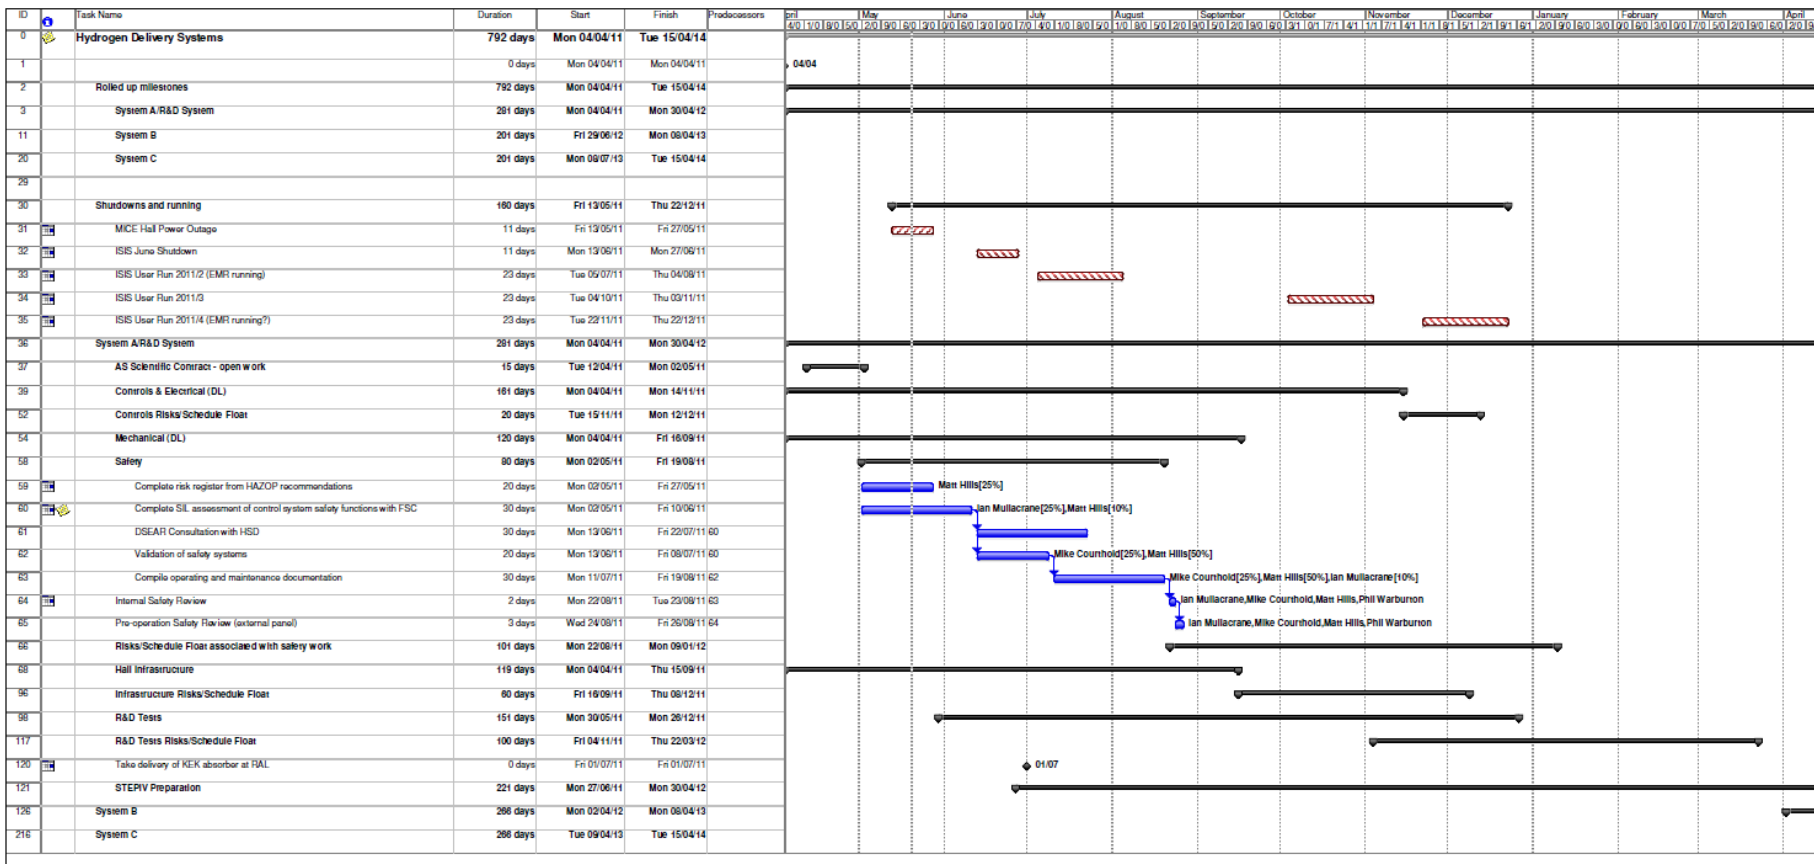 ID Task Name Duration Start Finish Predecessors
pril May June July August September October November December January February March April
0 Hydrogen Delivery Systems 792 days Mon 04/04/11 Tue 15/04/14
1 0 days Mon 04/04/11 Mon 04/04/11 04/04
2 Rolled up milestones 792 days Mon 04/04/11 Tue 15/04/14
3 System A/R&D System 281 days Mon 04/04/11 Mon 30/04/12
11 System B 201 days Fri 29/06/12 Mon 08/04/13
20 System C 201 days Mon 08/07/13 Tue 15/04/14
29
30 Shutdowns and running 160 days Fri 13/05/11 Thu 22/12/11
31 MICE Hall Power Outage 11 days Fri 13/05/11 Fri 27/05/11
32 ISIS June Shutdown 11 days Mon 13/06/11 Mon 27/06/11
33 ISIS User Run 2011/2 (EMR running) 23 days Tue 05/07/11 Thu 04/08/11
34 ISIS User Run 2011/3 23 days Tue 04/10/11 Thu 03/11/11
35 ISIS User Run 2011/4 (EMR running?) 23 days Tue 22/11/11 Thu 22/12/11
36 System A/R&D System 281 days Mon 04/04/11 Mon 30/04/12
37 AS Scientific Contract - open work 15 days Tue 12/04/11 Mon 02/05/11
39 Controls & Electrical (DL) 161 days Mon 04/04/11 Mon 14/11/11
52 Controls Risks/Schedule Float 20 days Tue 15/11/11 Mon 12/12/11
54 Mechanical (DL) 120 days Mon 04/04/11 Fri 16/09/11
58 Safety 80 days Mon 02/05/11 Fri 19/08/11
59 Complete risk register from HAZOP recommendations 20 days Mon 02/05/11 Fri 27/05/11 Matt Hills[25%]
60 Complete SIL assessment of control system safety functions with FSC 30 days Mon 02/05/11 Fri 10/06/11 Ian Mullacrane[25%],Matt Hills[10%]
61 DSEAR Consultation with HSD 30 days Mon 13/06/11 Fri 22/07/11 60
62 Validation of safety systems 20 days Mon 13/06/11 Fri 08/07/11 60 Mike Courthold[25%],Matt Hills[50%]
63 Compile operating and maintenance documentation 30 days Mon 11/07/11 Fri 19/08/11 62 Mike Courthold[25%],Matt Hills[50%],Ian Mullacrane[10%]
64 Internal Safety Review 2 days Mon 22/08/11 Tue 23/08/11 63 Ian Mullacrane,Mike Courthold,Matt Hills,Phil Warburton
65 Pre-operation Safety Review (external panel) 3 days Wed 24/08/11 Fri 26/08/11 64 Ian Mullacrane,Mike Courthold,Matt Hills,Phil Warburton
66 Risks/Schedule Float associated with safety work 101 days Mon 22/08/11 Mon 09/01/12
68 Hall Infrastructure 119 days Mon 04/04/11 Thu 15/09/11
96 Infrastructure Risks/Schedule Float 60 days Fri 16/09/11 Thu 08/12/11
98 R&D Tests 151 days Mon 30/05/11 Mon 26/12/11
117 R&D Tests Risks/Schedule Float 100 days Fri 04/11/11 Thu 22/03/12
120 Take delivery of KEK absorber at RAL 0 days Fri 01/07/11 Fri 01/07/11 01/07
121 STEPIV Preparation 221 days Mon 27/06/11 Mon 30/04/12
126 System B 266 days Mon 02/04/12 Mon 08/04/13
216 System C 266 days Tue 09/04/13 Tue 15/04/14